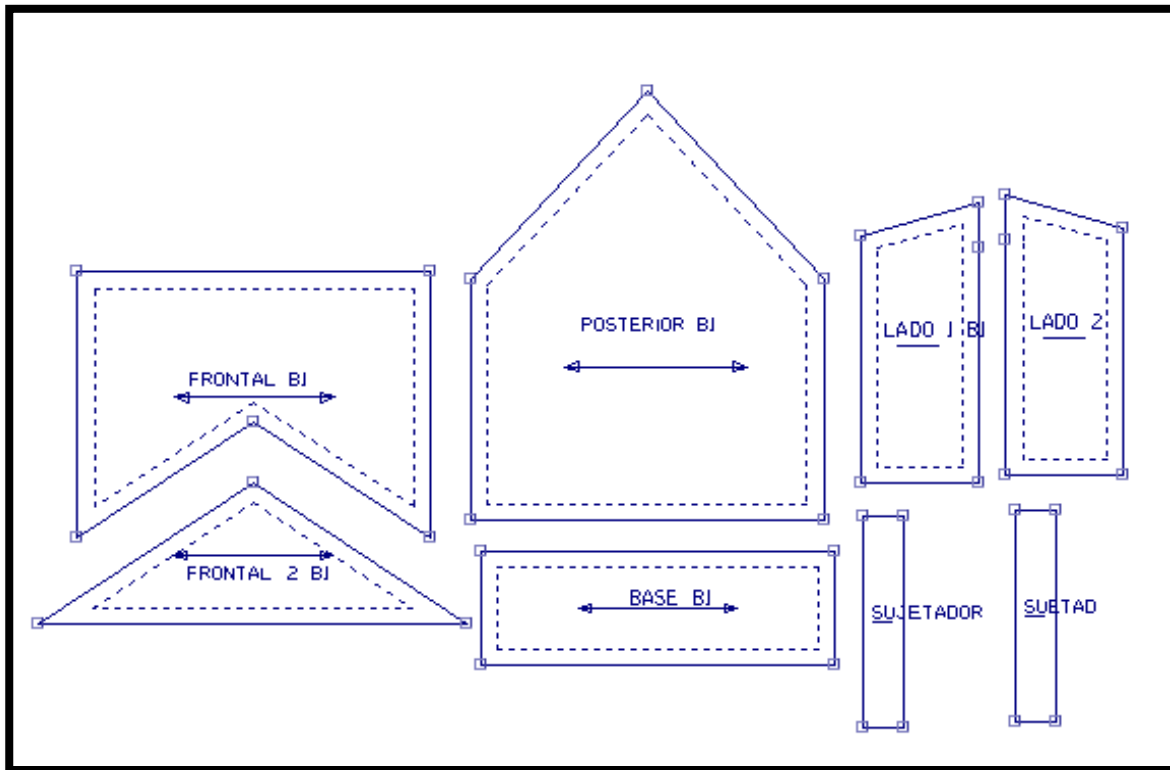 FRONTAL BJ
FRONTAL 2 BJ
POSTERIOR BJ
BASE BJ
LADO 1 BJ
LADO 2
SUJETADOR
SUETAD